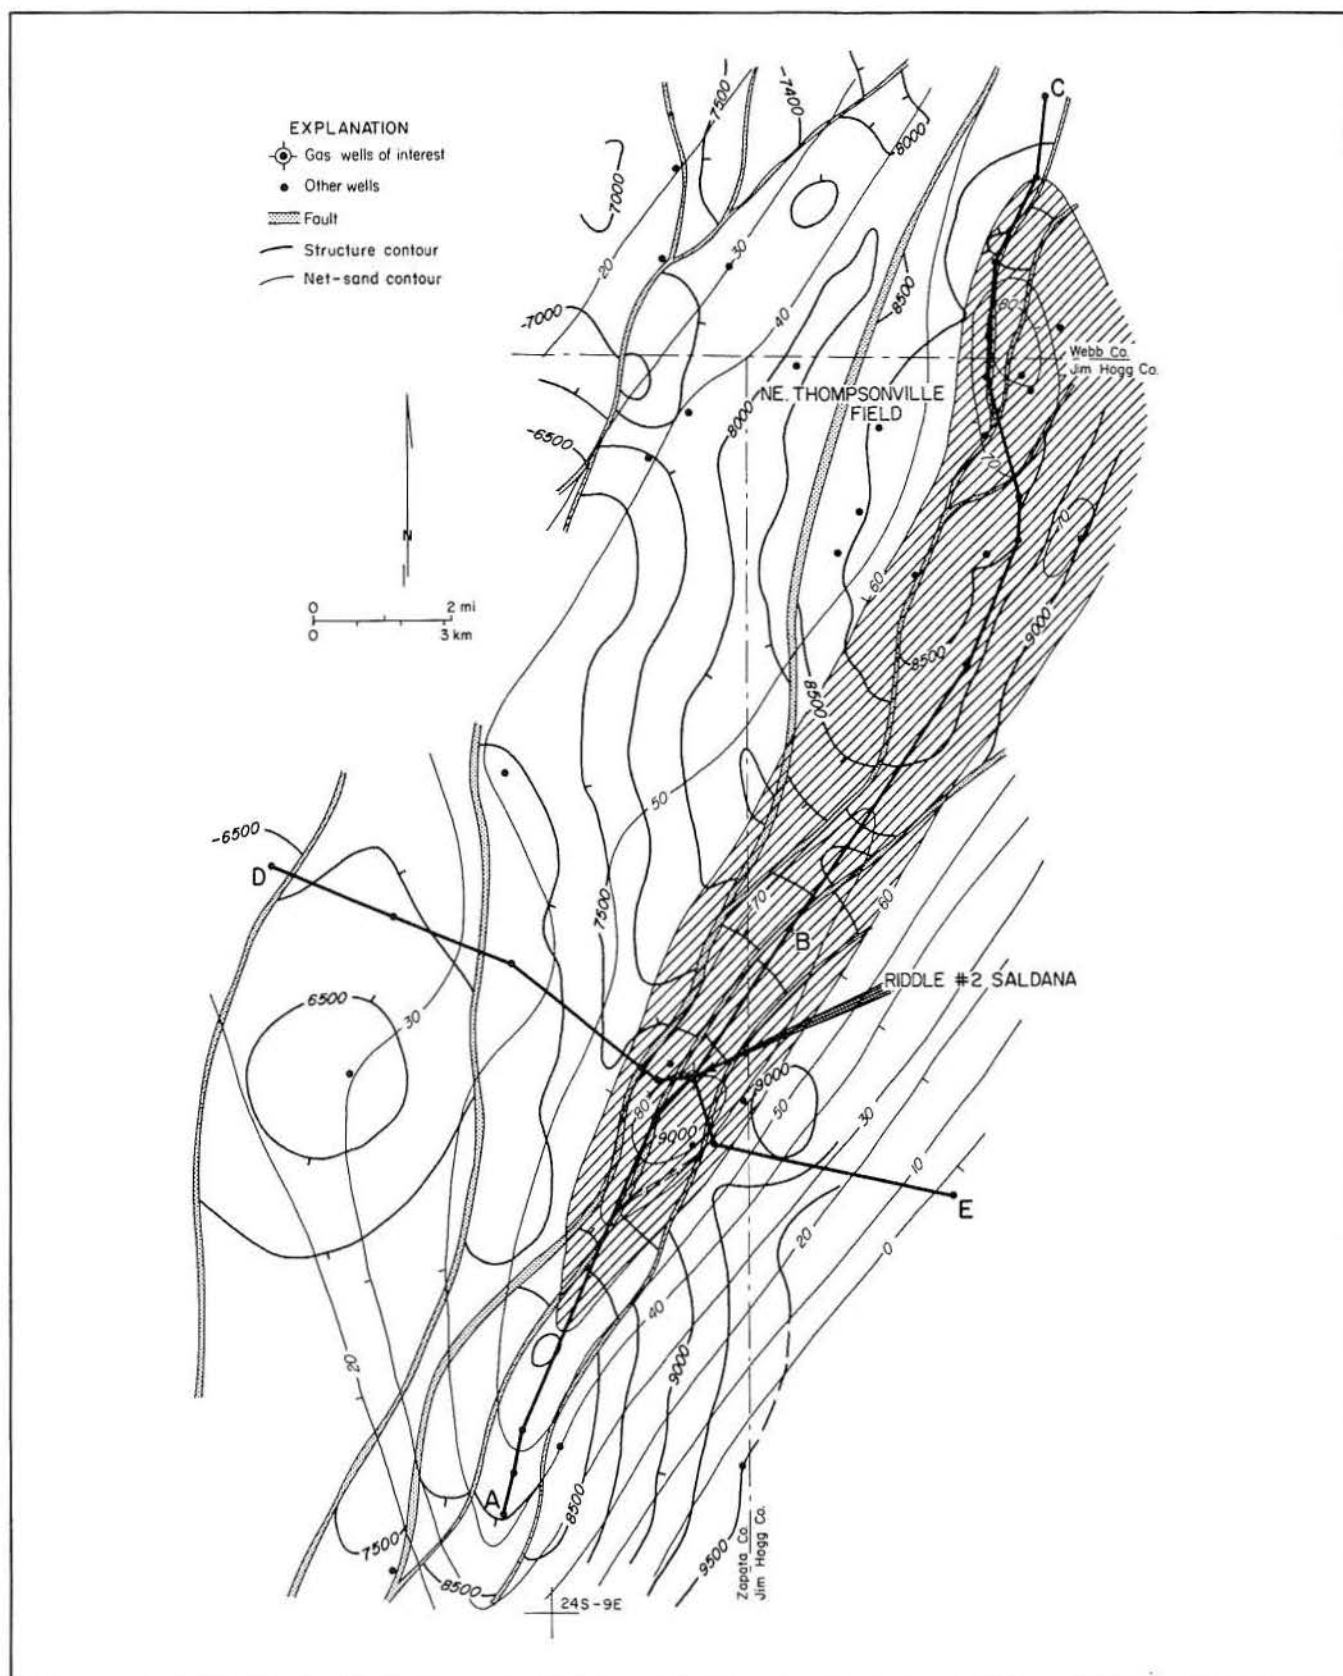 EXPLANATION
Gas wells of interest
Other wells
Fault
Structure contour
Net-sand contour
7500
-7400
8000
C
7000
20
30
8500
-7000
40
80
Webb Co.
Jim Hogg Co.
NE. THOMPSONVILLE
FIELD
8000
-6500
70
70
N
0 2 mi
0 3 km
60
9000
8500
8500
50
-6500
D
7500
70
60
B
RIDDLE #2 SALDANA
6500
30
9000
80
50
30
9000
10
E
20
0
40
20
9000
A
8500
7500
9500
Zapata Co.
Jim Hogg Co.
8500
24S-9E